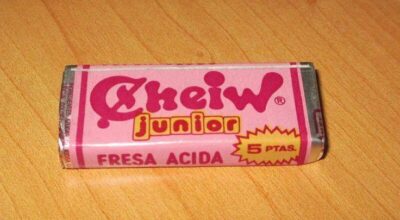 Cheiw®
junior
5 PTAS.
FRESA ACIDA